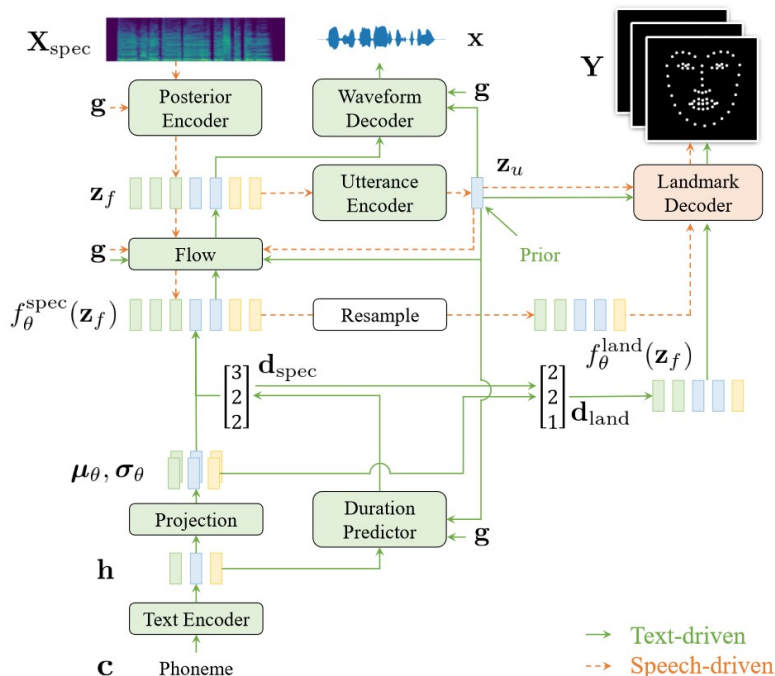 X_spec
x
Y
g
Posterior
Encoder
Waveform
Decoder
g
z_f
Utterance
Encoder
z_u
Landmark
Decoder
g
Flow
Prior
f_θ^spec(z_f)
Resample
f_θ^land(z_f)
d_spec
[3 2 2]
[2 2 1]
d_land
μ_θ, σ_θ
Projection
Duration
Predictor
g
h
Text Encoder
c
Phoneme
Text-driven
Speech-driven